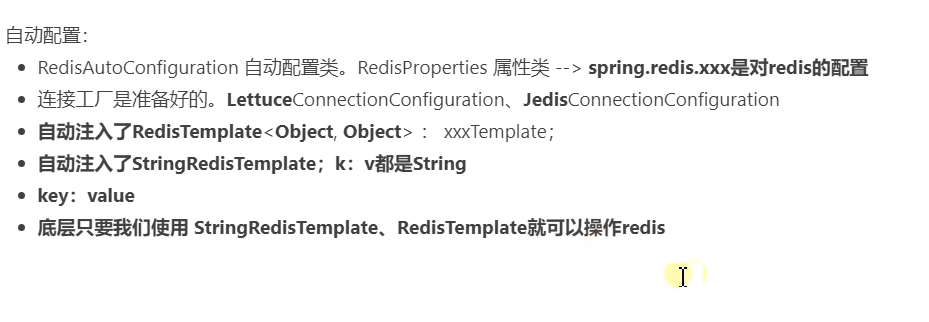 自动配置：
RedisAutoConfiguration 自动配置类。RedisProperties 属性类 --> spring.redis.xxx是对redis的配置
连接工厂是准备好的。LettuceConnectionConfiguration、JedisConnectionConfiguration
自动注入了RedisTemplate<Object, Object> ： xxxTemplate；
自动注入了StringRedisTemplate；k：v都是String
key：value
底层只要我们使用 StringRedisTemplate、RedisTemplate就可以操作redis